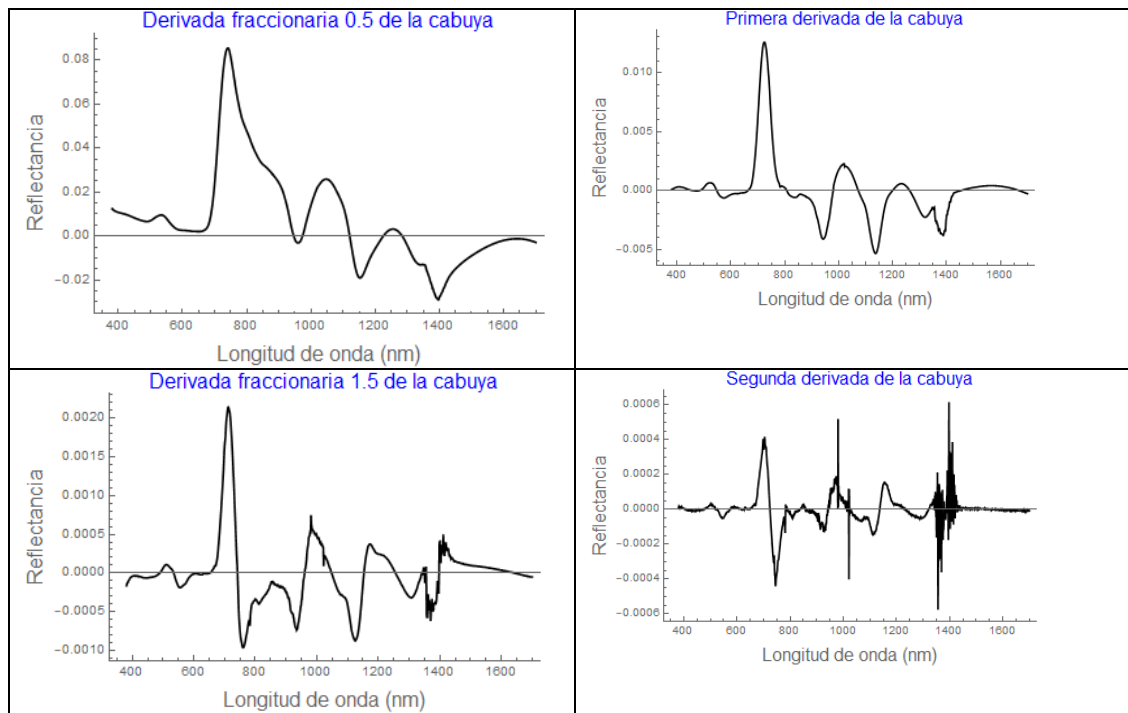 Derivada fraccionaria 0.5 de la cabuya
0.08
0.06
0.04
0.02
0.00
−0.02
Reflectancia
400 600 800 1000 1200 1400 1600
Longitud de onda (nm)
Primera derivada de la cabuya
0.010
0.005
0.000
−0.005
Reflectancia
400 600 800 1000 1200 1400 1600
Longitud de onda (nm)
Derivada fraccionaria 1.5 de la cabuya
0.0020
0.0015
0.0010
0.0005
0.0000
−0.0005
−0.0010
Reflectancia
400 600 800 1000 1200 1400 1600
Longitud de onda (nm)
Segunda derivada de la cabuya
0.0006
0.0004
0.0002
0.0000
−0.0002
−0.0004
−0.0006
Reflectancia
400 600 800 1000 1200 1400 1600
Longitud de onda (nm)